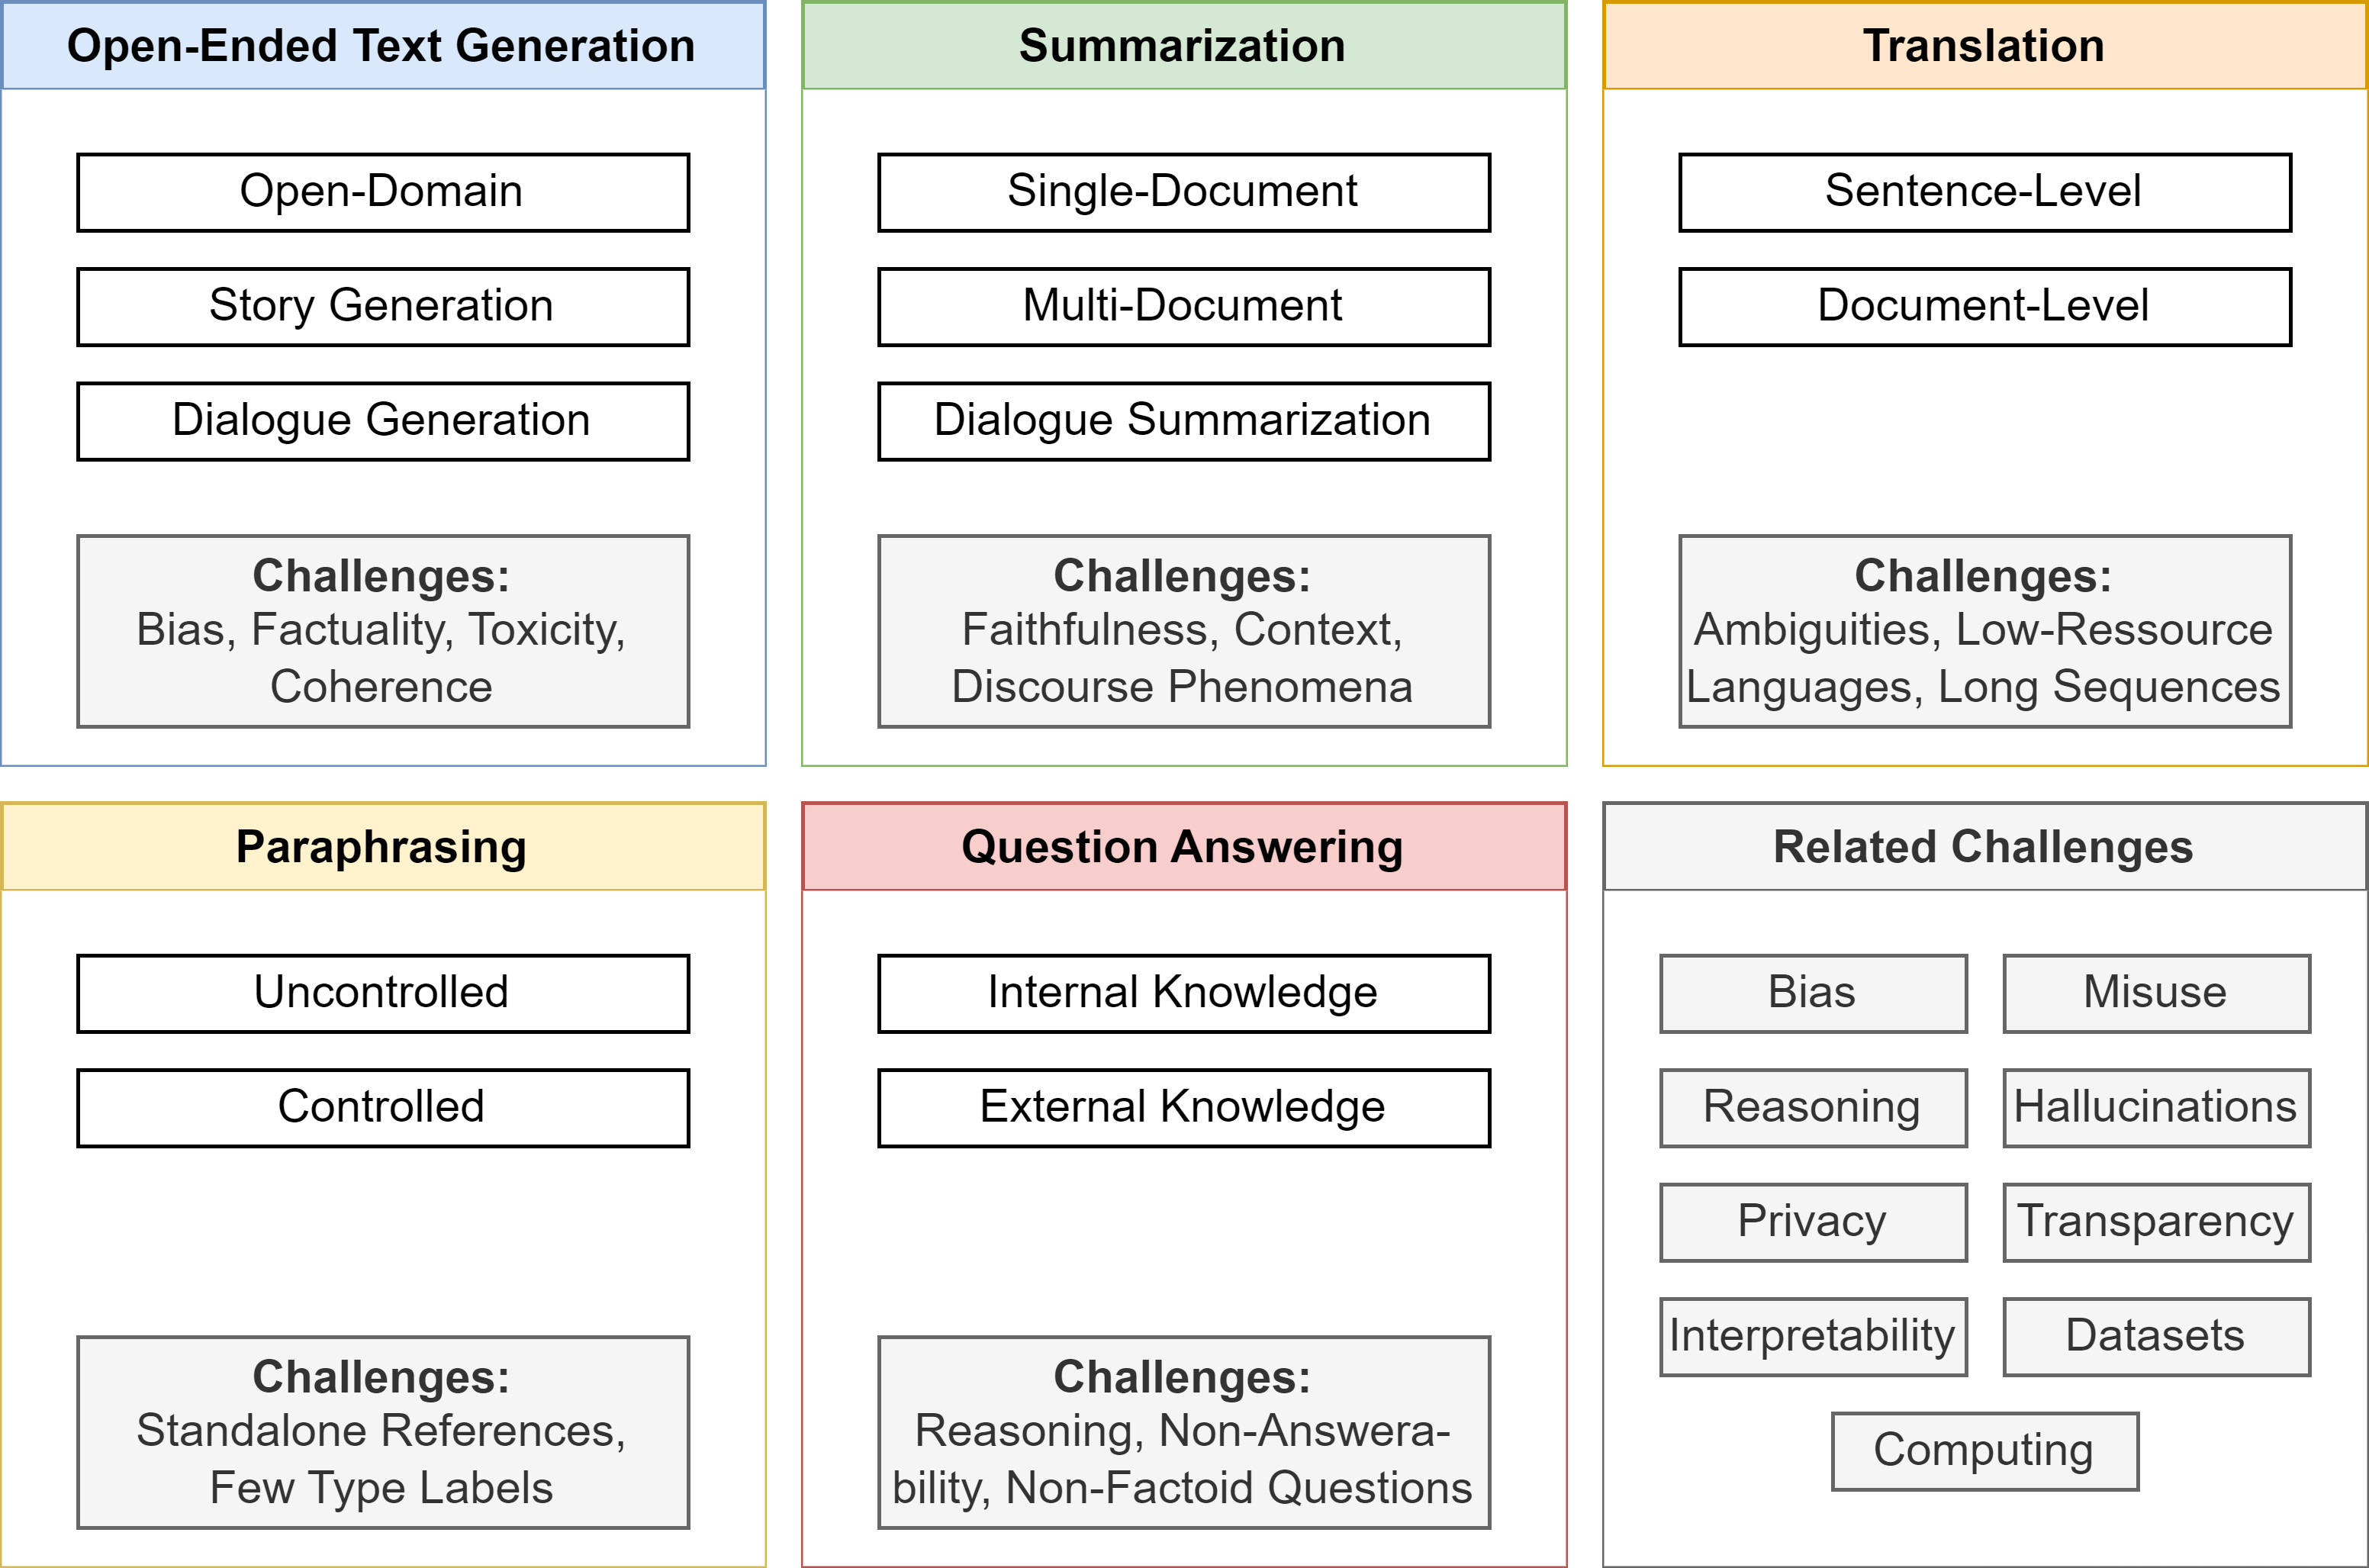 Open-Ended Text Generation
Open-Domain
Story Generation
Dialogue Generation
Challenges:
Bias, Factuality, Toxicity,
Coherence
Summarization
Single-Document
Multi-Document
Dialogue Summarization
Challenges:
Faithfulness, Context,
Discourse Phenomena
Translation
Sentence-Level
Document-Level
Challenges:
Ambiguities, Low-Ressource
Languages, Long Sequences
Paraphrasing
Uncontrolled
Controlled
Challenges:
Standalone References,
Few Type Labels
Question Answering
Internal Knowledge
External Knowledge
Challenges:
Reasoning, Non-Answera-
bility, Non-Factoid Questions
Related Challenges
Bias
Misuse
Reasoning
Hallucinations
Privacy
Transparency
Interpretability
Datasets
Computing